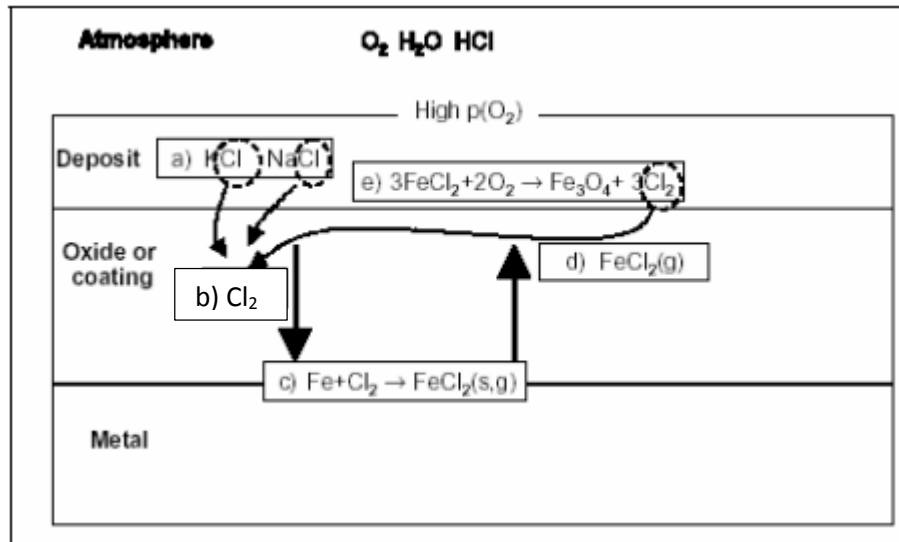 Atmosphere O₂ H₂O HCl
High p(O₂)
Deposit a) KCl NaCl
e) 3FeCl₂+2O₂ → Fe₃O₄+ 3Cl₂
Oxide or
coating
d) FeCl₂(g)
b) Cl₂
c) Fe+Cl₂ → FeCl₂(s,g)
Metal